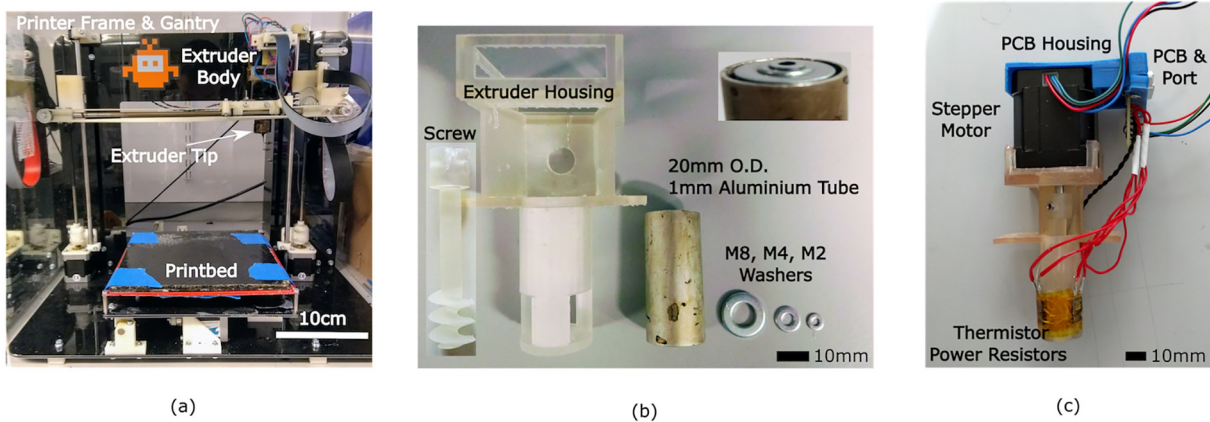 Printer Frame & Gantry
Extruder
Body
Extruder Tip
Printbed
10cm
(a)
Extruder Housing
Screw
20mm O.D.
1mm Aluminium Tube
M8, M4, M2
Washers
10mm
(b)
PCB Housing
PCB &
Port
Stepper
Motor
Thermistor
Power Resistors
10mm
(c)